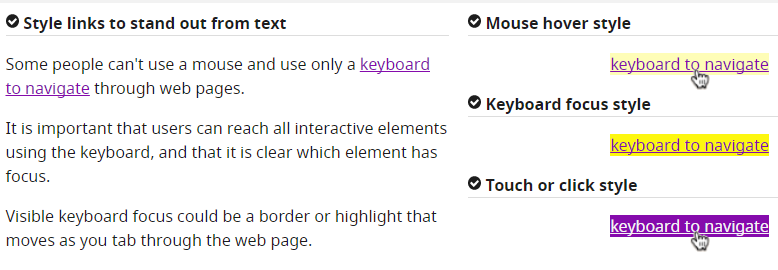 Style links to stand out from text
Some people can't use a mouse and use only a keyboard
to navigate through web pages.
It is important that users can reach all interactive elements
using the keyboard, and that it is clear which element has
focus.
Visible keyboard focus could be a border or highlight that
moves as you tab through the web page.
Mouse hover style
keyboard to navigate
Keyboard focus style
keyboard to navigate
Touch or click style
keyboard to navigate